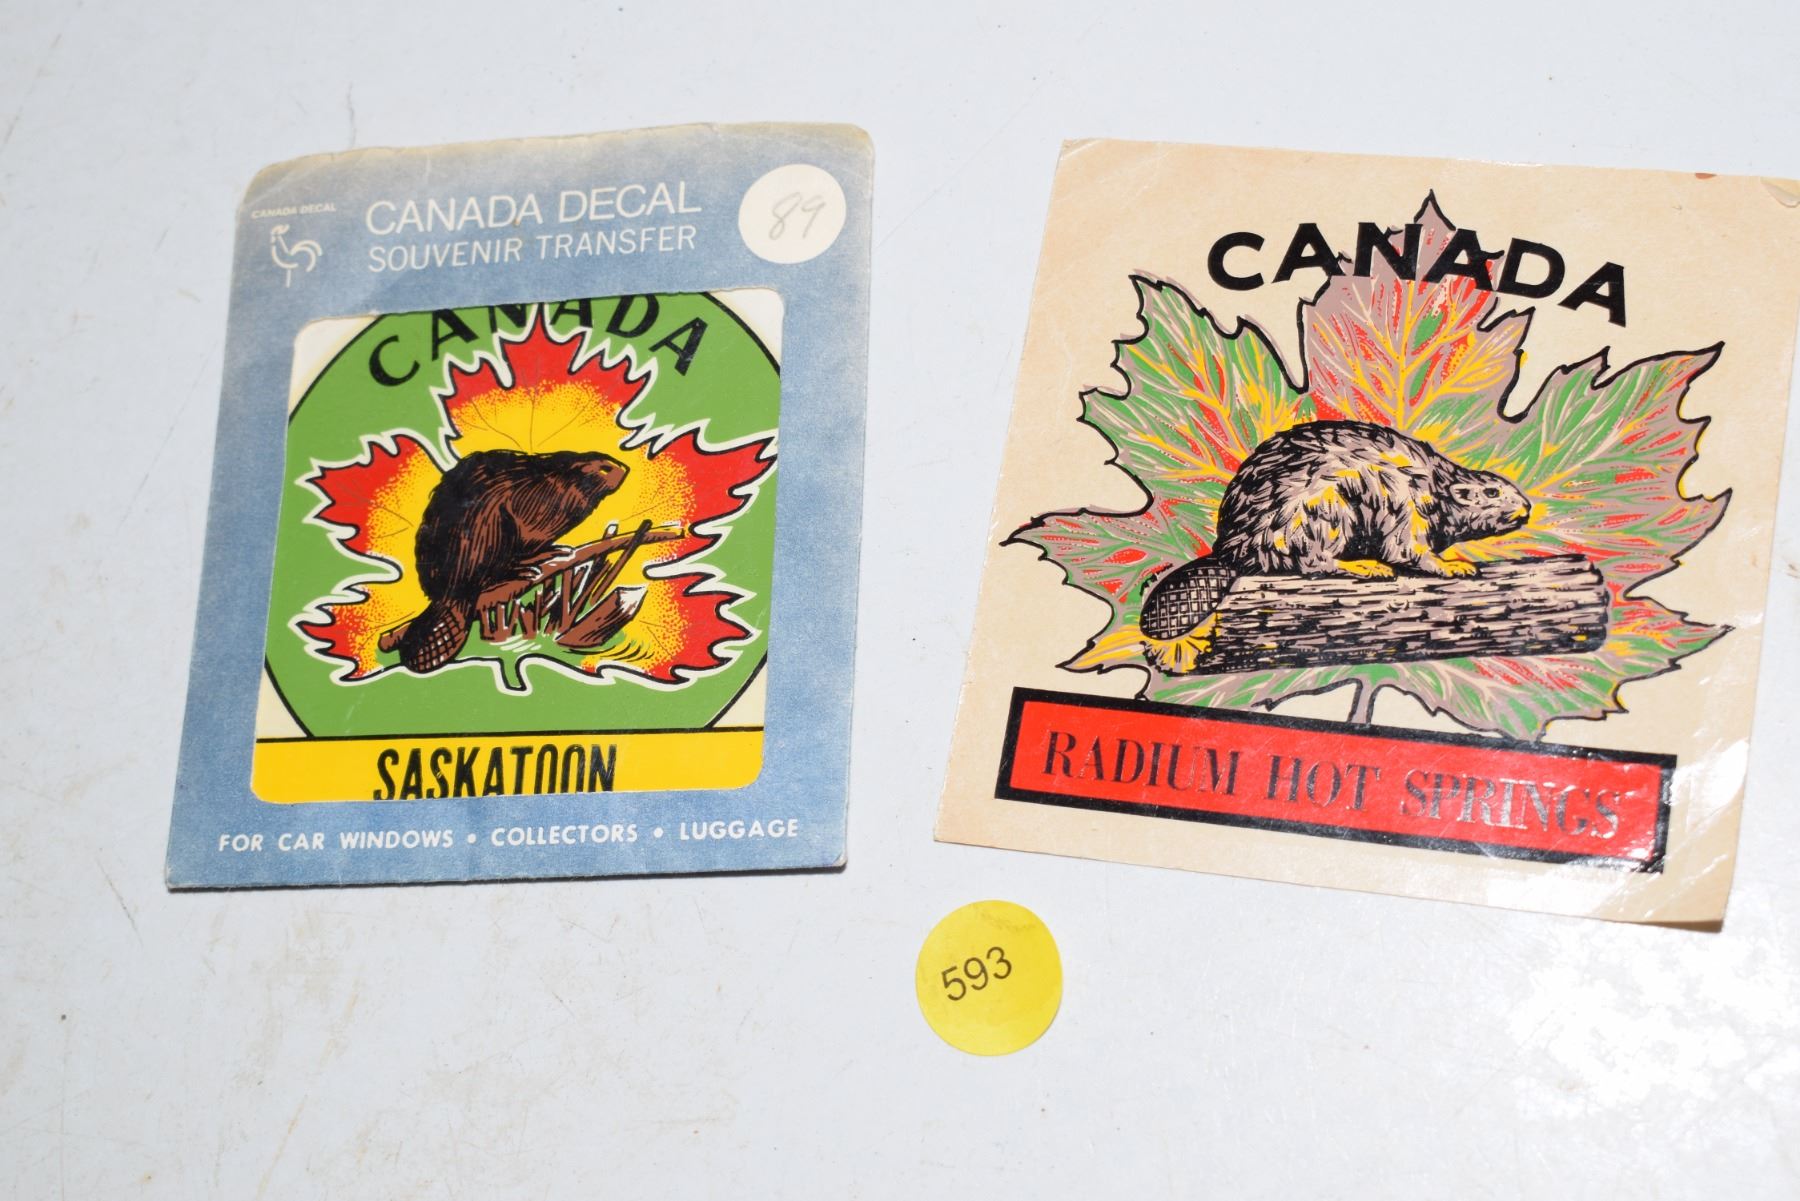 CANADA DECAL
CANADA DECAL
SOUVENIR TRANSFER
89
CANADA
SASKATOON
FOR CAR WINDOWS • COLLECTORS • LUGGAGE
CANADA
RADIUM HOT SPRINGS
593